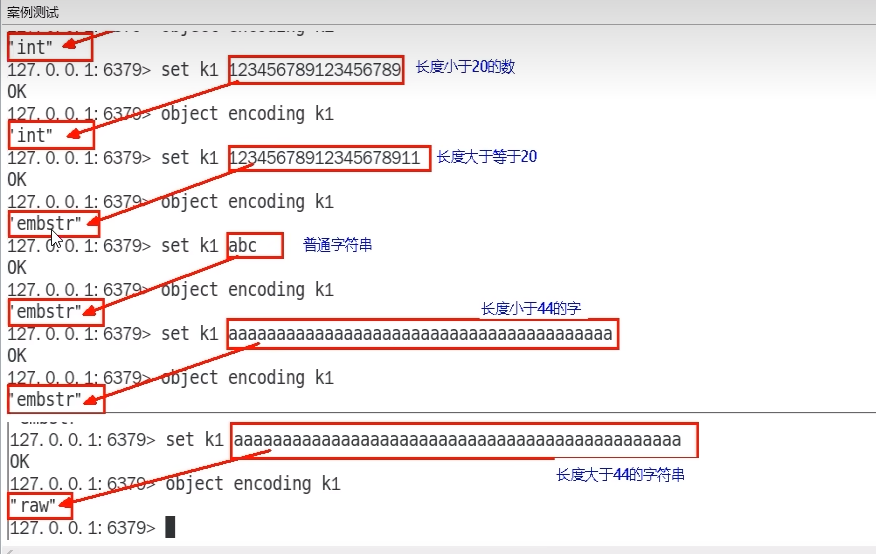 案例测试
"int"
127.0.0.1:6379> set k1 123456789123456789 长度小于20的数
OK
127.0.0.1:6379> object encoding k1
"int"
127.0.0.1:6379> set k1 12345678912345678911 长度大于等于20
OK
127.0.0.1:6379> object encoding k1
"embstr"
127.0.0.1:6379> set k1 abc 普通字符串
OK
127.0.0.1:6379> object encoding k1
"embstr"
长度小于44的字
127.0.0.1:6379> set k1 aaaaaaaaaaaaaaaaaaaaaaaaaaaaaaaaaaaaaaaa
OK
127.0.0.1:6379> object encoding k1
"embstr"
127.0.0.1:6379> set k1 aaaaaaaaaaaaaaaaaaaaaaaaaaaaaaaaaaaaaaaaaaaaaa
OK
长度大于44的字符串
127.0.0.1:6379> object encoding k1
"raw"
127.0.0.1:6379>